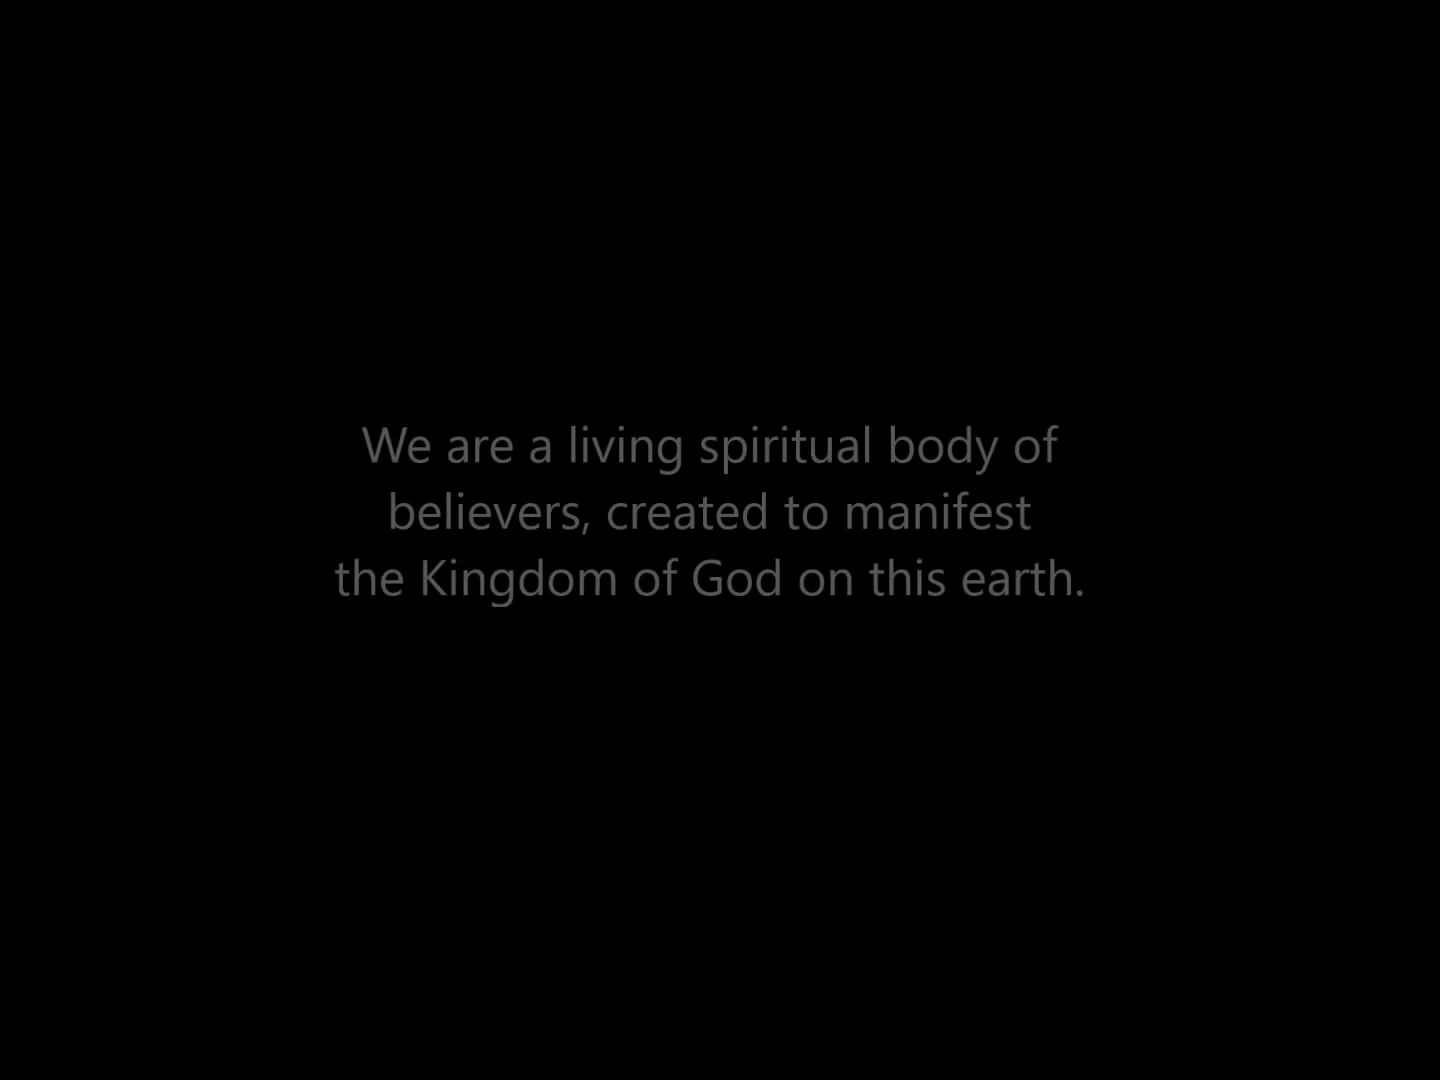 We are a living spiritual body of
believers, created to manifest
the Kingdom of God on this earth.